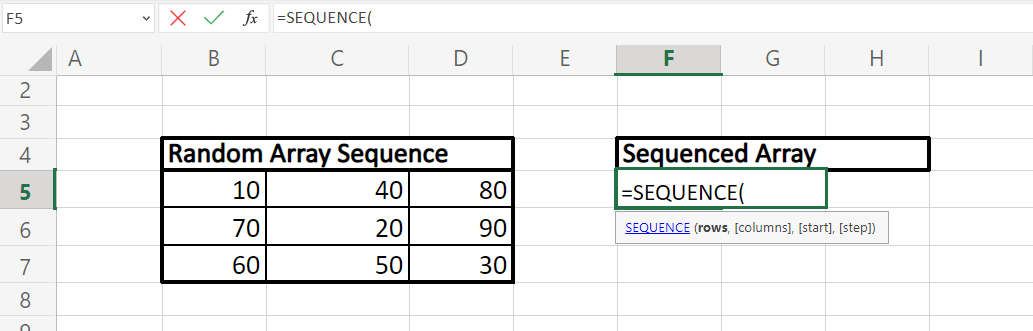 F5 =SEQUENCE(
A B C D E F G H I
2
3
4 Random Array Sequence Sequenced Array
5 10 40 80 =SEQUENCE(
6 70 20 90 SEQUENCE (rows, [columns], [start], [step])
7 60 50 30
8
9